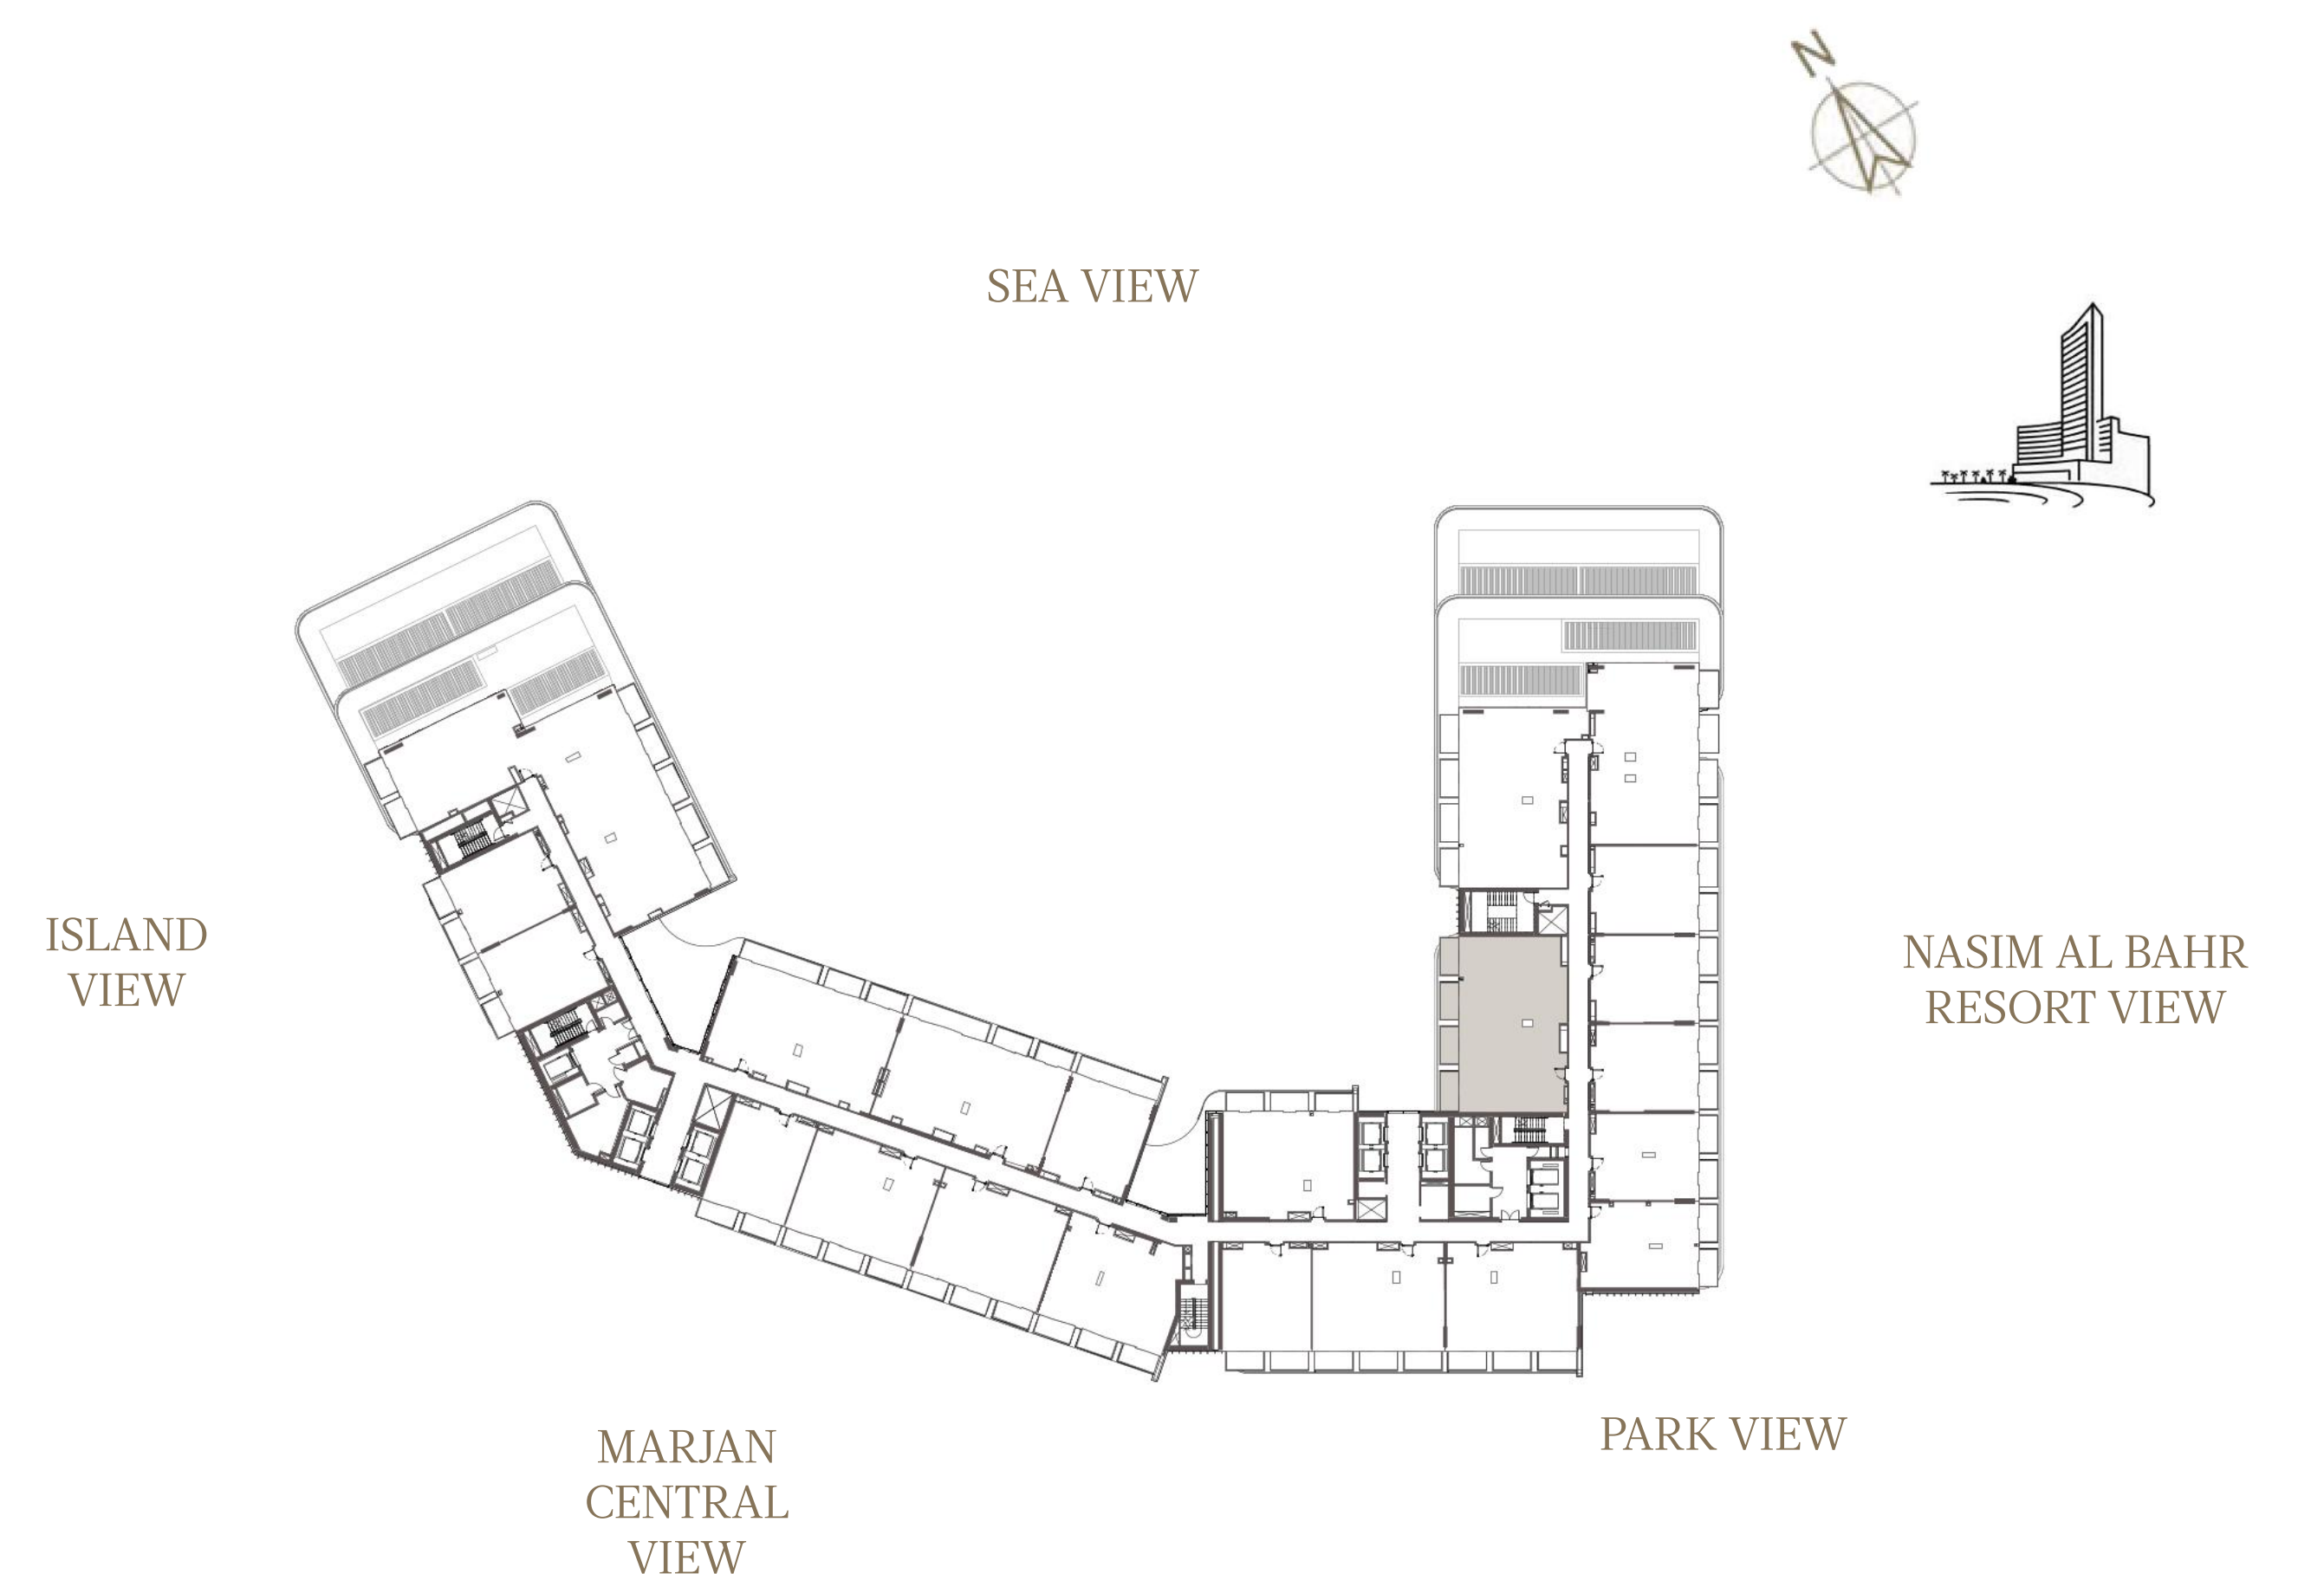 N
SEA VIEW
ISLAND
VIEW
NASIM AL BAHR
RESORT VIEW
MARJAN
CENTRAL
VIEW
PARK VIEW